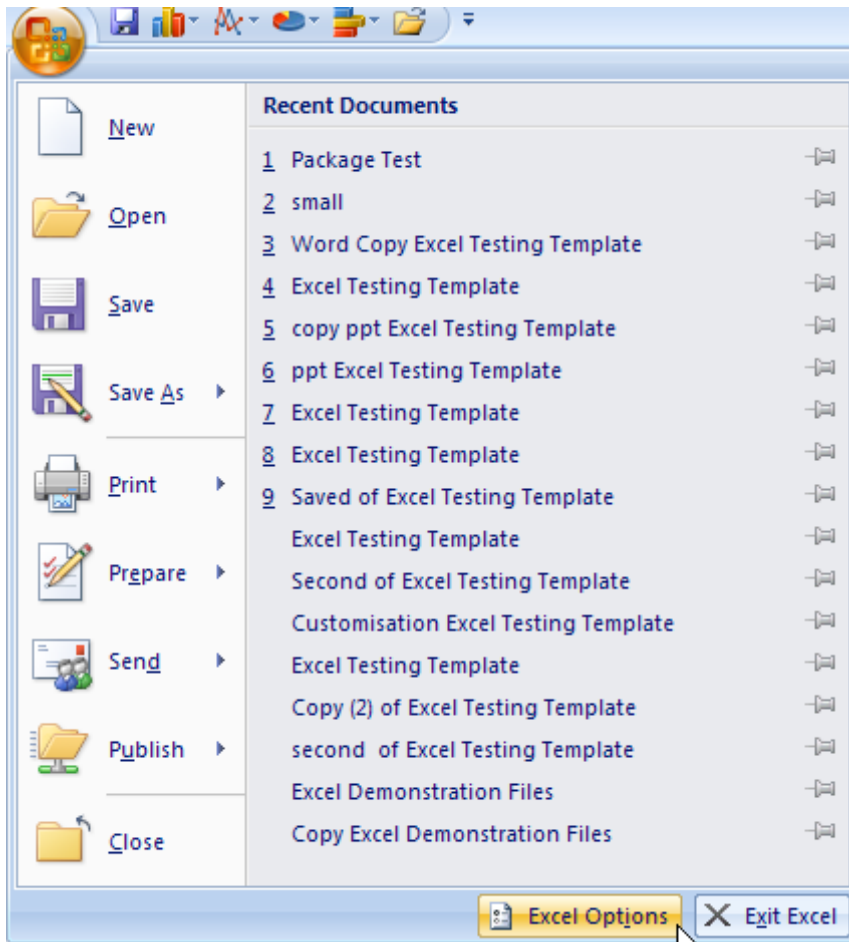 New
Open
Save
Save As
Print
Prepare
Send
Publish
Close
Recent Documents
1 Package Test
2 small
3 Word Copy Excel Testing Template
4 Excel Testing Template
5 copy ppt Excel Testing Template
6 ppt Excel Testing Template
7 Excel Testing Template
8 Excel Testing Template
9 Saved of Excel Testing Template
Excel Testing Template
Second of Excel Testing Template
Customisation Excel Testing Template
Excel Testing Template
Copy (2) of Excel Testing Template
second  of Excel Testing Template
Excel Demonstration Files
Copy Excel Demonstration Files
Excel Options
Exit Excel